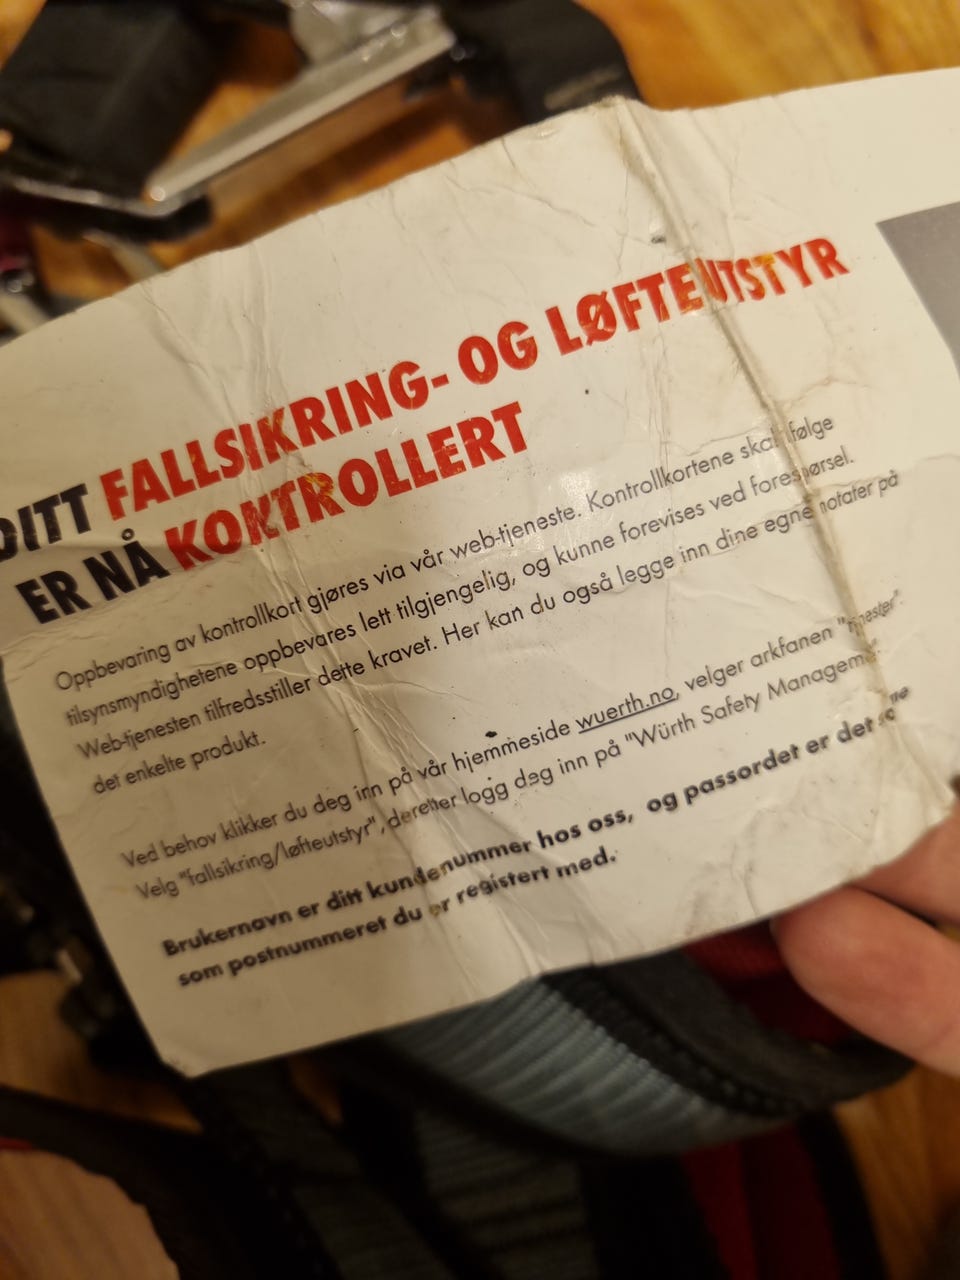 DITT FALLSIKRING- OG LØFTEUTSTYR
ER NÅ KONTROLLERT
Oppbevaring av kontrollkort gjøres via vår web-tjeneste. Kontrollkortene skal følge
tilsynsmyndighetene oppbevares lett tilgjengelig, og kunne forevises ved forespørsel.
Web-tjenesten tilfredsstiller dette kravet. Her kan du også legge inn dine egne notater på
det enkelte produkt.
Ved behov klikker du deg inn på vår hjemmeside wuerth.no, velger arkfanen "tjenester".
Velg "fallsikring/løfteutstyr", deretter logg deg inn på "Würth Safety
Brukernavn er ditt kundenummer hos oss, og passordet er det
som postnummeret du er registert med.